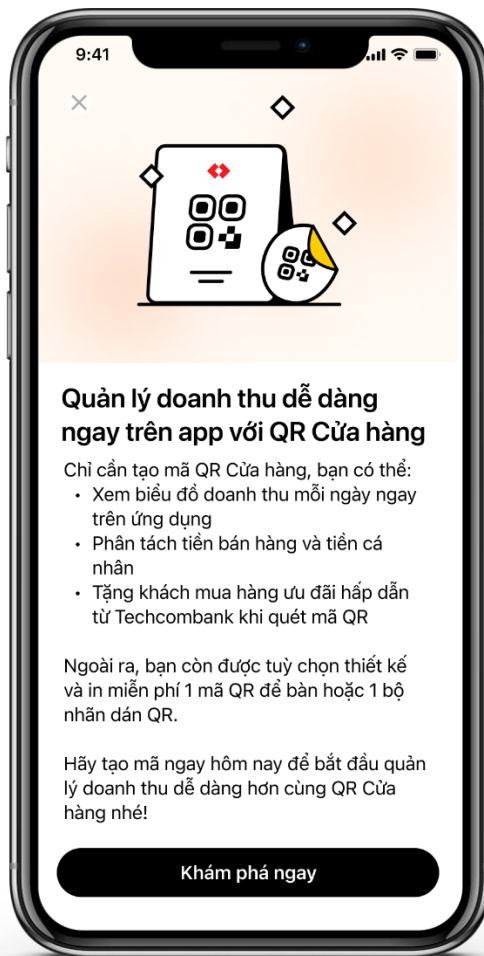 9:41
Quản lý doanh thu dễ dàng
ngay trên app với QR Cửa hàng
Chỉ cần tạo mã QR Cửa hàng, bạn có thể:
• Xem biểu đồ doanh thu mỗi ngày ngay
trên ứng dụng
• Phân tách tiền bán hàng và tiền cá
nhân
• Tặng khách mua hàng ưu đãi hấp dẫn
từ Techcombank khi quét mã QR
Ngoài ra, bạn còn được tuỳ chọn thiết kế
và in miễn phí 1 mã QR để bàn hoặc 1 bộ
nhãn dán QR.
Hãy tạo mã ngay hôm nay để bắt đầu quản
lý doanh thu dễ dàng hơn cùng QR Cửa
hàng nhé!
Khám phá ngay